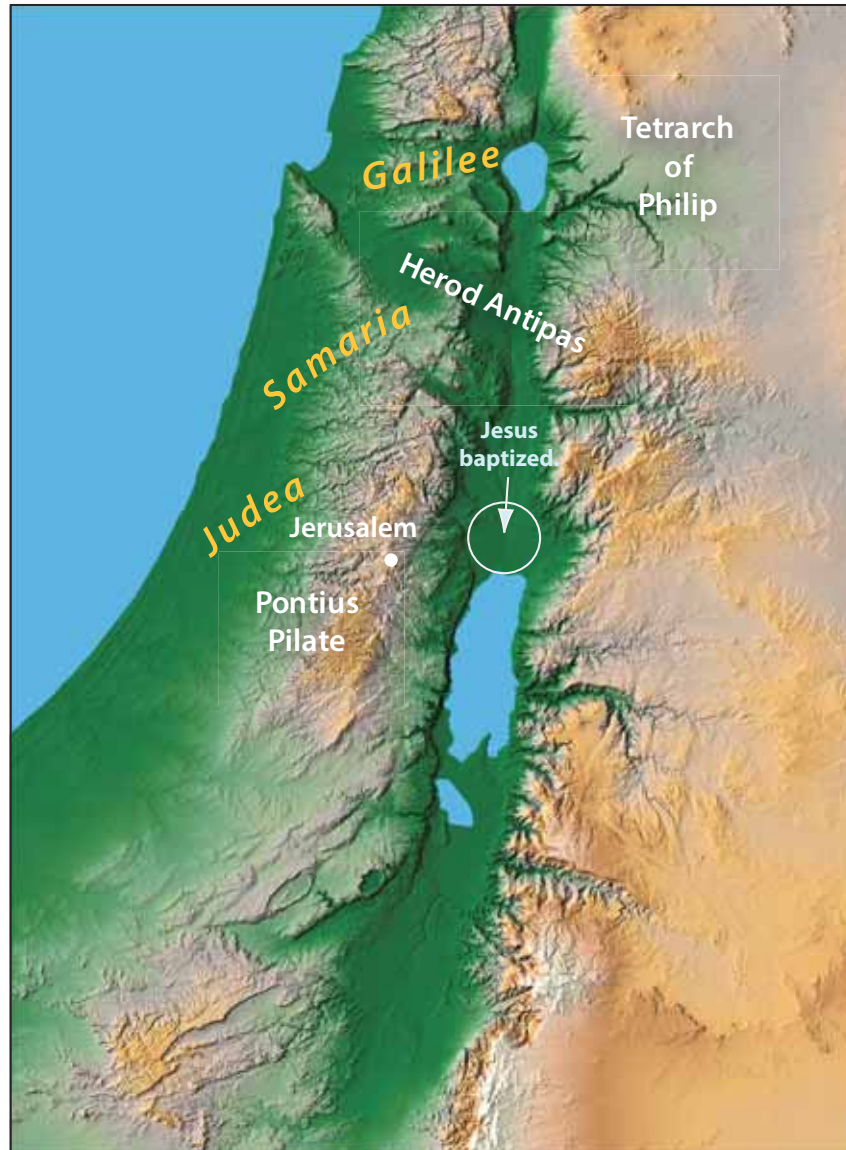 Tetrarch
of
Philip
Galilee
Herod Antipas
Samaria
Jesus
baptized.
Judea
Jerusalem
Pontius
Pilate